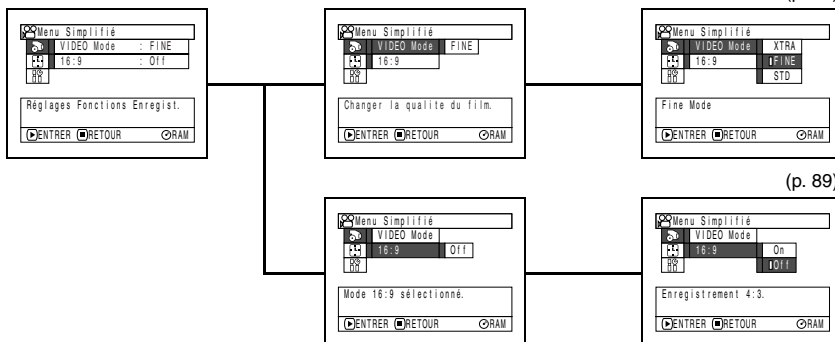 Menu Simplifié
VIDEO Mode : FINE
16:9 : Off
Réglages Fonctions Enregist.
ENTRER RETOUR RAM
Menu Simplifié
VIDEO Mode FINE
16:9
Changer la qualite du film.
ENTRER RETOUR RAM
Menu Simplifié
VIDEO Mode XTRA
16:9 FINE
STD
Fine Mode
ENTRER RETOUR RAM
(p. 89)
Menu Simplifié
VIDEO Mode
16:9 Off
Mode 16:9 sélectionné.
ENTRER RETOUR RAM
Menu Simplifié
VIDEO Mode
16:9 On
Off
Enregistrement 4:3.
ENTRER RETOUR RAM